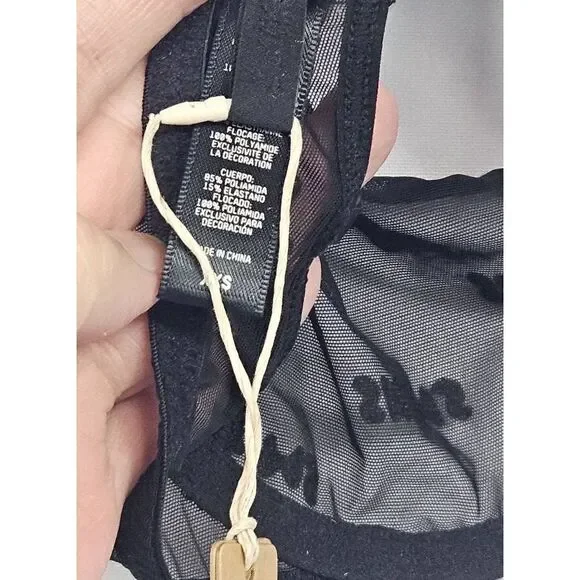 FLOCAGE:
100% POLYAMIDE
EXCLUSIVITÉ DE
LA DÉCORATION
CUERPO:
85% POLIAMIDA
15% ELASTANO
FLOCADO:
100% POLIAMIDA
EXCLUSIVO PARA
DECORACIÓN
MADE IN CHINA
XXS